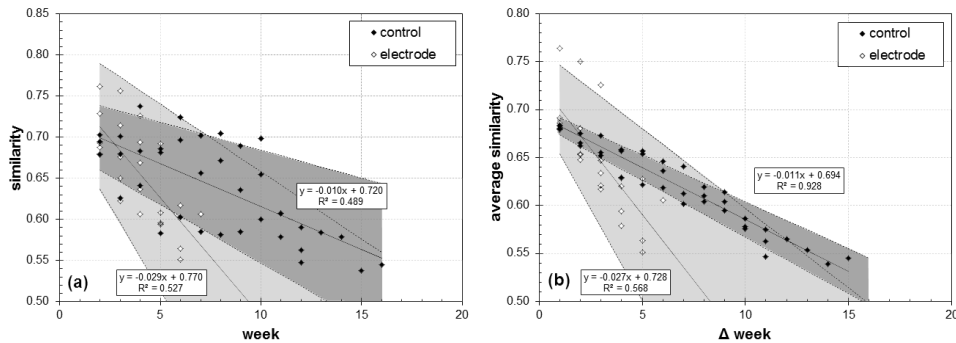 0.85
0.80
0.75
0.70
0.65
0.60
0.55
0.50
similarity
0
5
10
15
20
week
control
electrode
y = -0.010x + 0.720
R² = 0.489
y = -0.029x + 0.770
R² = 0.527
(a)
0.80
0.75
0.70
0.65
0.60
0.55
0.50
average similarity
0
5
10
15
20
Δ week
control
electrode
y = -0.011x + 0.694
R² = 0.928
y = -0.027x + 0.728
R² = 0.568
(b)